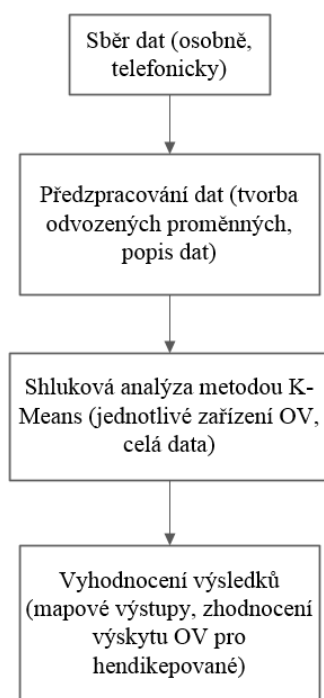 Sběr dat (osobně,
telefonicky)
Předzpracování dat (tvorba
odvozených proměnných,
popis dat)
Shluková analýza metodou K-
Means (jednotlivé zařízení OV,
celá data)
Vyhodnocení výsledků
(mapové výstupy, zhodnocení
výskytu OV pro
hendikepované)